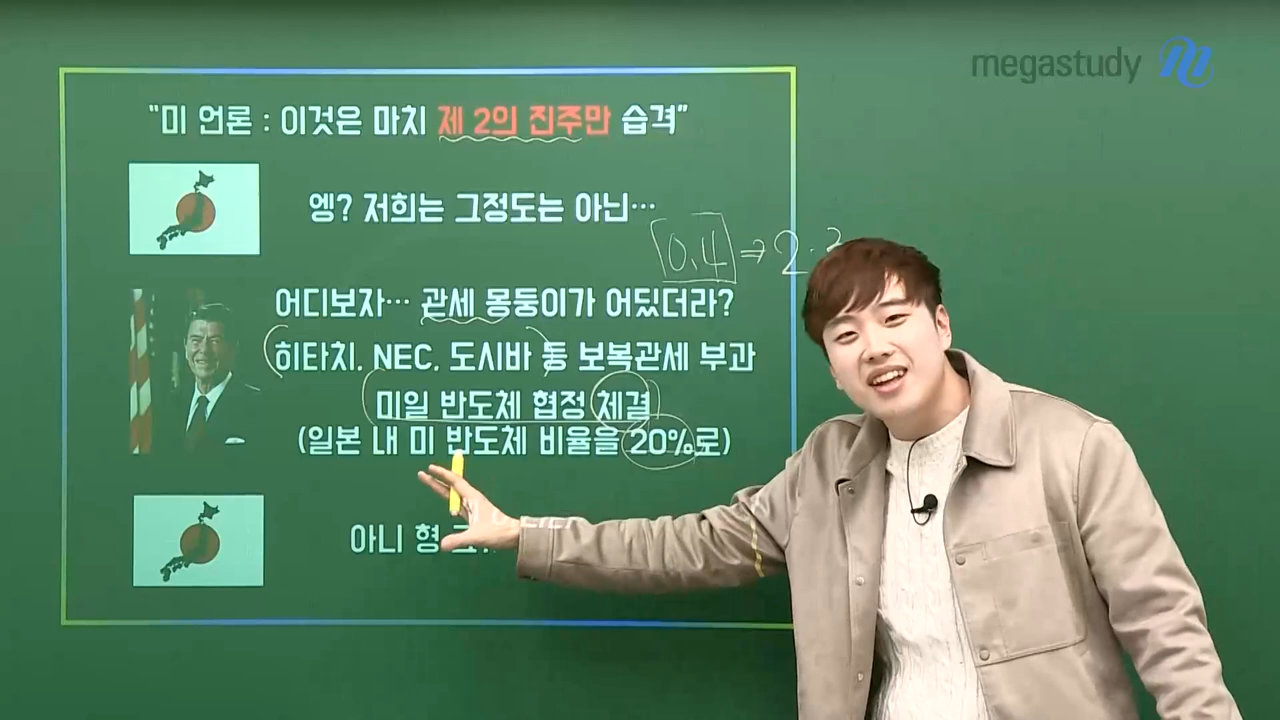 megastudy
"미 언론 : 이것은 마치 제 2의 진주만 습격"
엥? 저희는 그정도는 아닌…
0.4 ⇒ 2.
어디보자… 관세 몽둥이가 어딨더라?
히타치, NEC, 도시바 등 보복관세 부과
미일 반도체 협정 체결
(일본 내 미 반도체 비율을 20%로)
아니 형